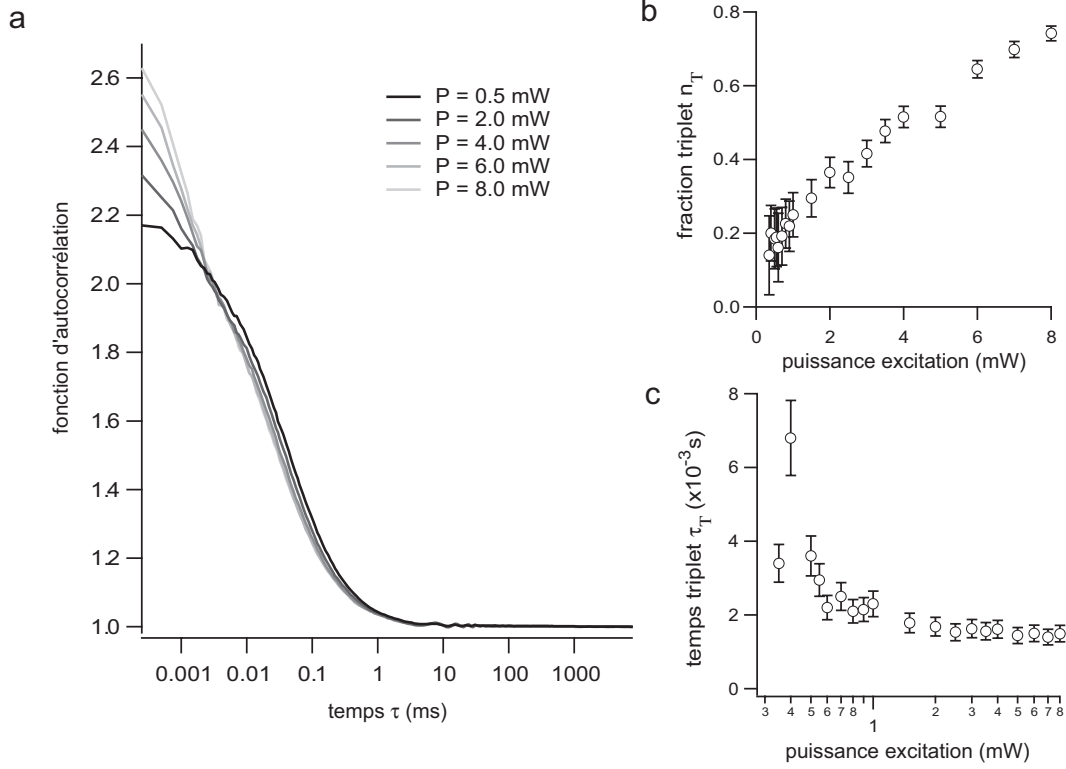 a
fonction d'autocorrélation
2.6
2.4
2.2
2.0
1.8
1.6
1.4
1.2
1.0
P = 0.5 mW
P = 2.0 mW
P = 4.0 mW
P = 6.0 mW
P = 8.0 mW
0.001 0.01 0.1 1 10 100 1000
temps τ (ms)
b
fraction triplet n_T
0.8
0.6
0.4
0.2
0.0
0 2 4 6 8
puissance excitation (mW)
c
temps triplet τ_T (x10⁻³s)
8
6
4
2
0
3 4 5 6 7 8 2 3 4 5 6 7 8
1
puissance excitation (mW)